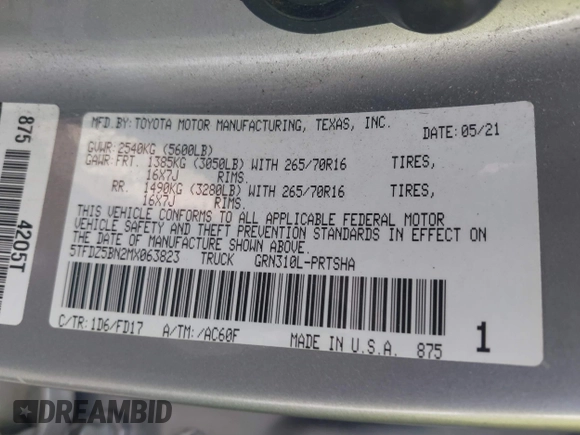 MFD.BY: TOYOTA MOTOR MANUFACTURING, TEXAS, INC.
DATE: 05/21
GVWR: 2540KG (5600LB)
GAWR: FRT. 1385KG (3050LB) WITH 265/70R16 TIRES,
16X7J RIMS.
RR. 1490KG (3280LB) WITH 265/70R16 TIRES,
16X7J RIMS.
THIS VEHICLE CONFORMS TO ALL APPLICABLE FEDERAL MOTOR
VEHICLE SAFETY AND THEFT PREVENTION STANDARDS IN EFFECT ON
THE DATE OF MANUFACTURE SHOWN ABOVE.
5TFDZ5BN2MX063823 TRUCK GRN310L-PRTSHA
C/TR: 1D6/FD17 A/TM: /AC60F MADE IN U.S.A. 875
1
875 4205T
DREAMBID